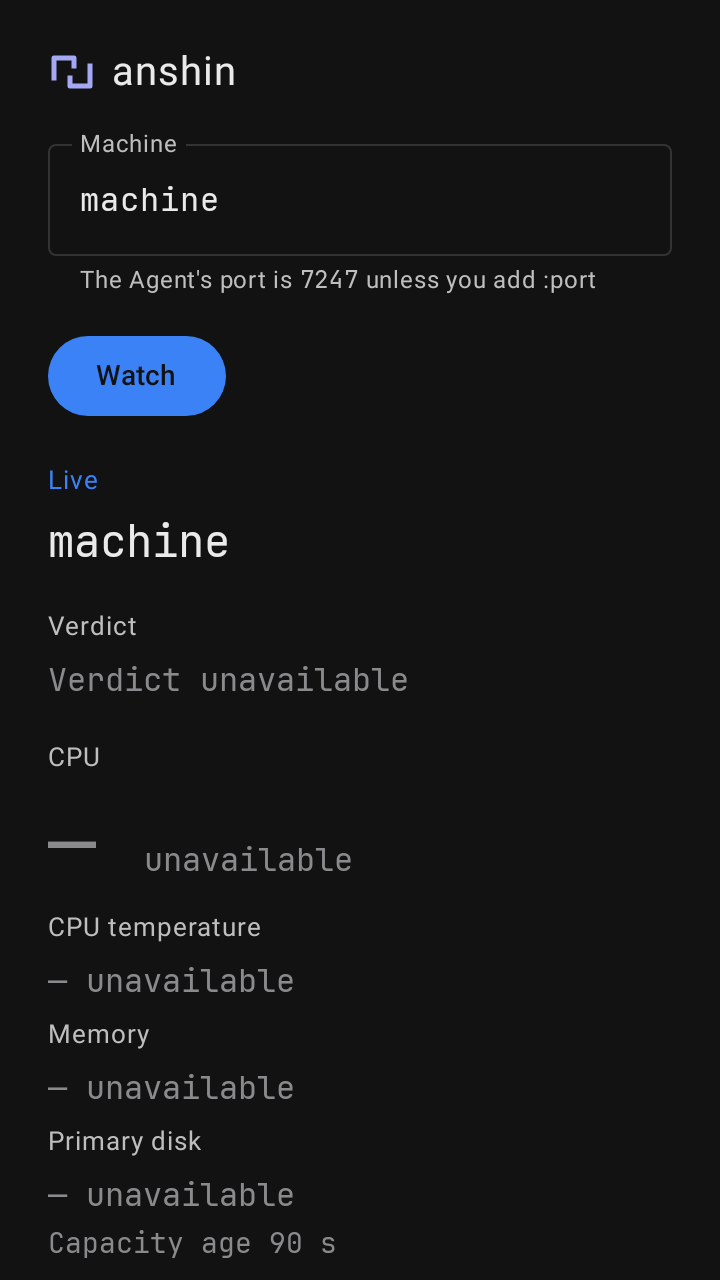 anshin
Machine
machine
The Agent's port is 7247 unless you add :port
Watch
Live
machine
Verdict
Verdict unavailable
CPU
— unavailable
CPU temperature
— unavailable
Memory
— unavailable
Primary disk
— unavailable
Capacity age 90 s